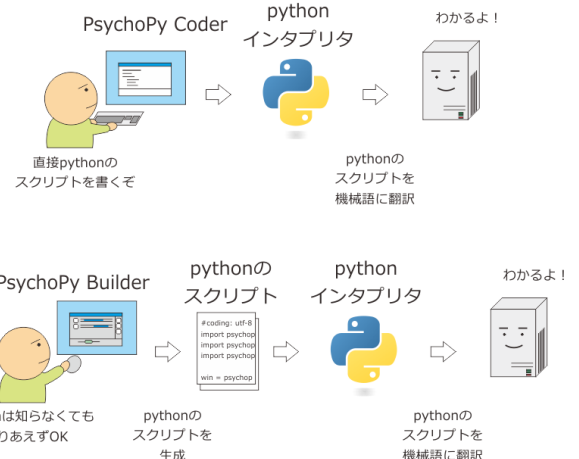 PsychoPy Coder
python
インタプリタ
わかるよ！
直接pythonの
スクリプトを書くぞ
pythonの
スクリプトを
機械語に翻訳
PsychoPy Builder
pythonの
スクリプト
python
インタプリタ
わかるよ！
#coding: utf-8
import psychop
import psychop
import psychop
win = psychop
は知らなくても
りあえずOK
pythonの
スクリプトを
生成
pythonの
スクリプトを
機械語に翻訳